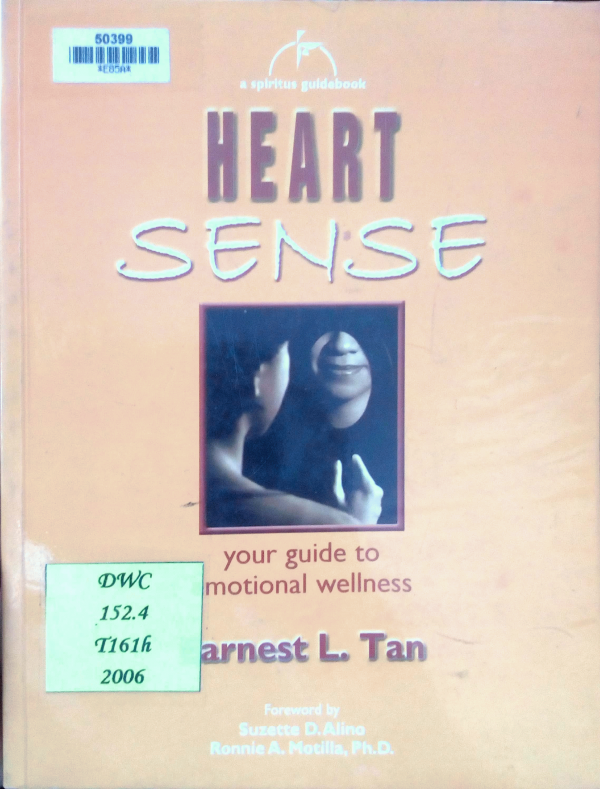 50399
*E85A*
a spiritus guidebook
HEART
SENSE
your guide to
motional wellness
DWC
152.4
T161h
2006
arnest L. Tan
Foreword by
Suzette D. Alino
Ronnie A. Motilla, Ph.D.